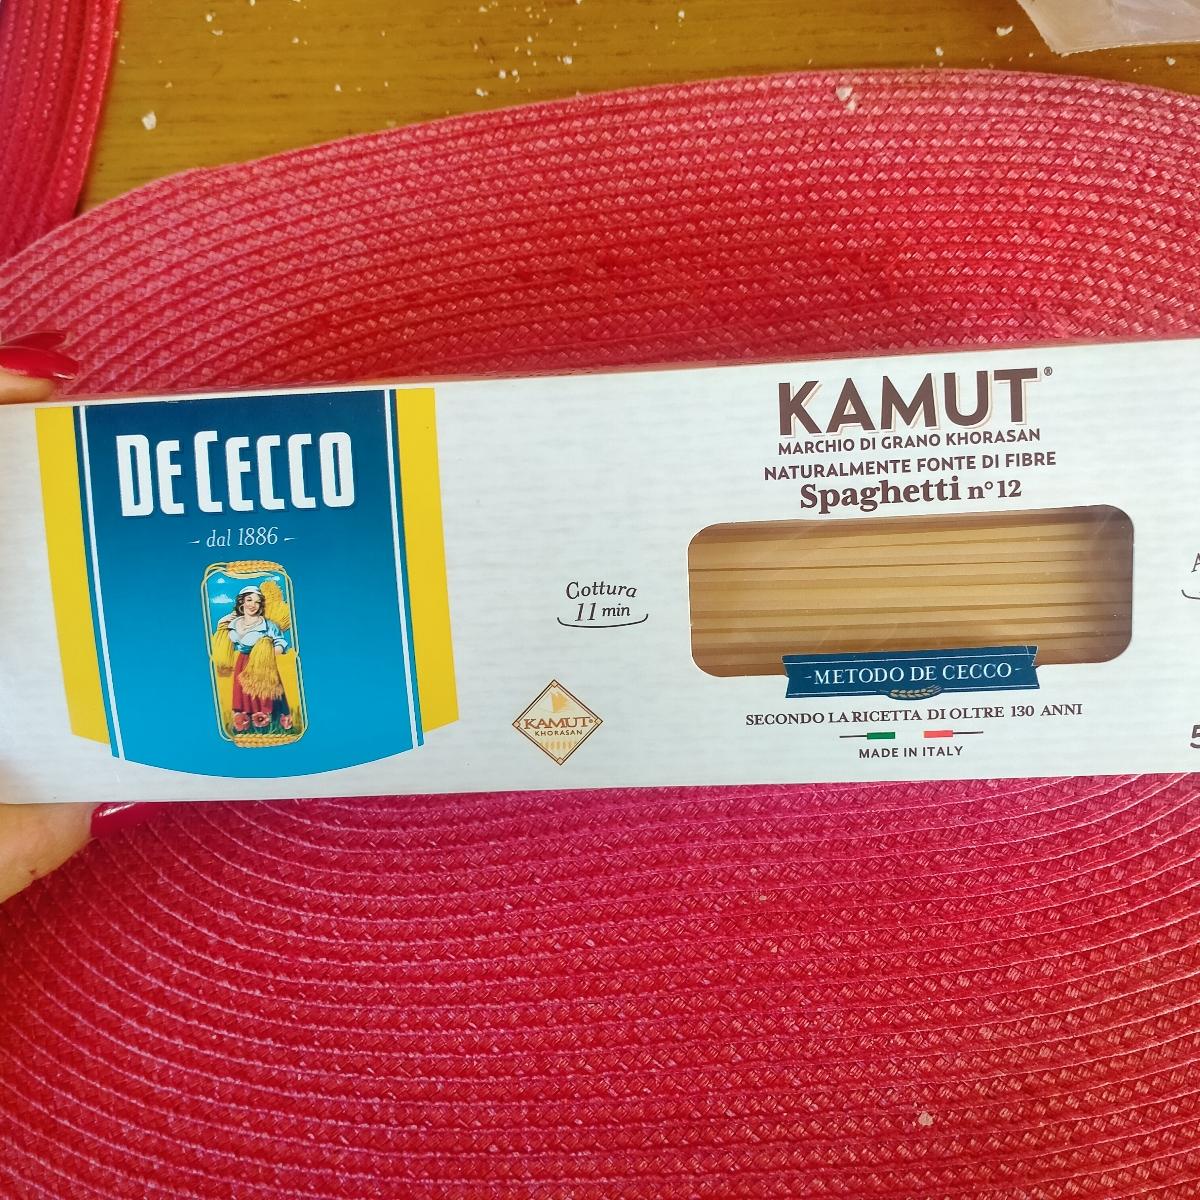 DE CECCO
dal 1886
Cottura
11 min
KAMUT
KHORASAN
KAMUT®
MARCHIO DI GRANO KHORASAN
NATURALMENTE FONTE DI FIBRE
Spaghetti n° 12
-METODO DE CECCO-
SECONDO LA RICETTA DI OLTRE 130 ANNI
MADE IN ITALY